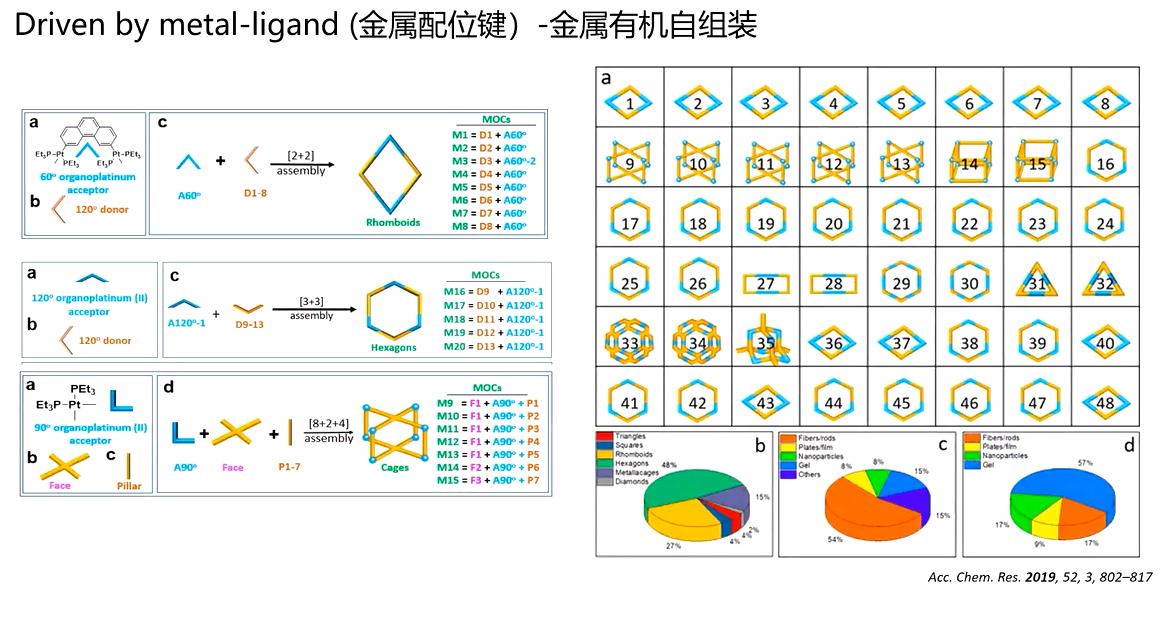 Driven by metal-ligand (金属配位键）-金属有机自组装
a
Et₃P-Pt
Pt-PEt₃
PEt₃ Et₃P
60° organoplatinum
acceptor
b
120° donor
c
A60°
+
D1-8
[2+2]
assembly
Rhomboids
MOCs
M1 = D1 + A60°
M2 = D2 + A60°
M3 = D3 + A60°-2
M4 = D4 + A60°
M5 = D5 + A60°
M6 = D6 + A60°
M7 = D7 + A60°
M8 = D8 + A60°
a
120° organoplatinum (II)
acceptor
b
120° donor
c
A120°-1
+
D9-13
[3+3]
assembly
Hexagons
MOCs
M16 = D9 + A120°-1
M17 = D10 + A120°-1
M18 = D11 + A120°-1
M19 = D12 + A120°-1
M20 = D13 + A120°-1
a
PEt₃
Et₃P-Pt
90° organoplatinum (II)
acceptor
b
Face
c
Pillar
d
A90°
+
Face
+
P1-7
[8+2+4]
assembly
Cages
MOCs
M9 = F1 + A90° + P1
M10 = F1 + A90° + P2
M11 = F1 + A90° + P3
M12 = F1 + A90° + P4
M13 = F1 + A90° + P5
M14 = F2 + A90° + P6
M15 = F3 + A90° + P7
a
1 2 3 4 5 6 7 8
9 10 11 12 13 14 15 16
17 18 19 20 21 22 23 24
25 26 27 28 29 30 31 32
33 34 35 36 37 38 39 40
41 42 43 44 45 46 47 48
b
Triangles
Squares
Rhomboids
Hexagons
Metallacages
Diamonds
48%
15%
2%
4%
4%
27%
c
Fibers/rods
Plates/film
Nanoparticles
Gel
Others
8%
8%
15%
15%
54%
d
Fibers/rods
Plates/film
Nanoparticles
Gel
57%
17%
9%
17%
Acc. Chem. Res. 2019, 52, 3, 802–817